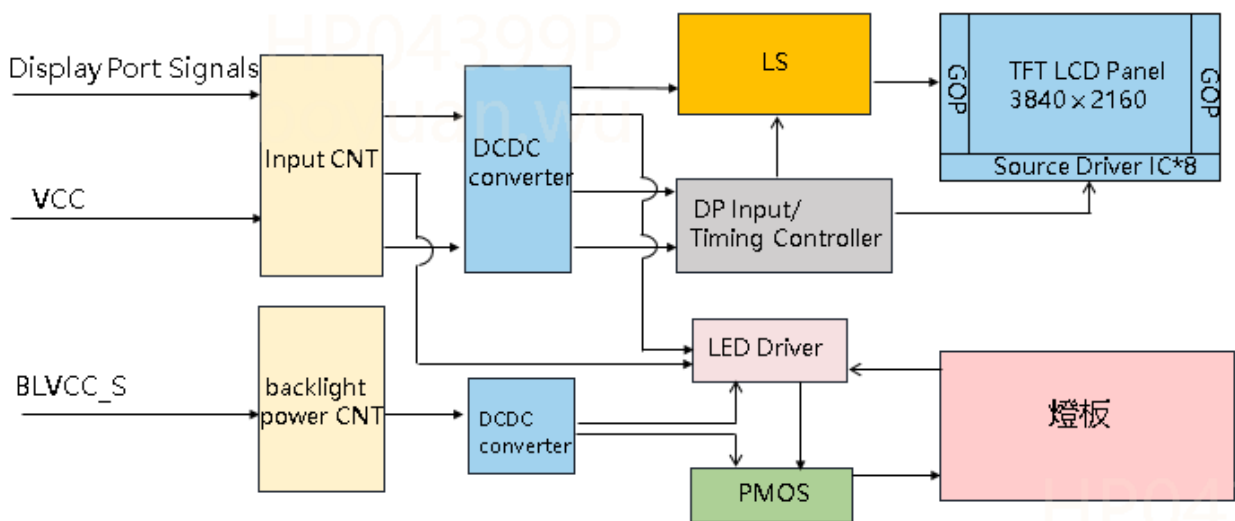 HP04399P
Display Port Signals
VCC
BLVCC_S
Input CNT
backlight
power CNT
DCDC
converter
DCDC
converter
LS
DP Input/
Timing Controller
LED Driver
PMOS
GOP
TFT LCD Panel
3840 × 2160
GOP
Source Driver IC*8
燈板